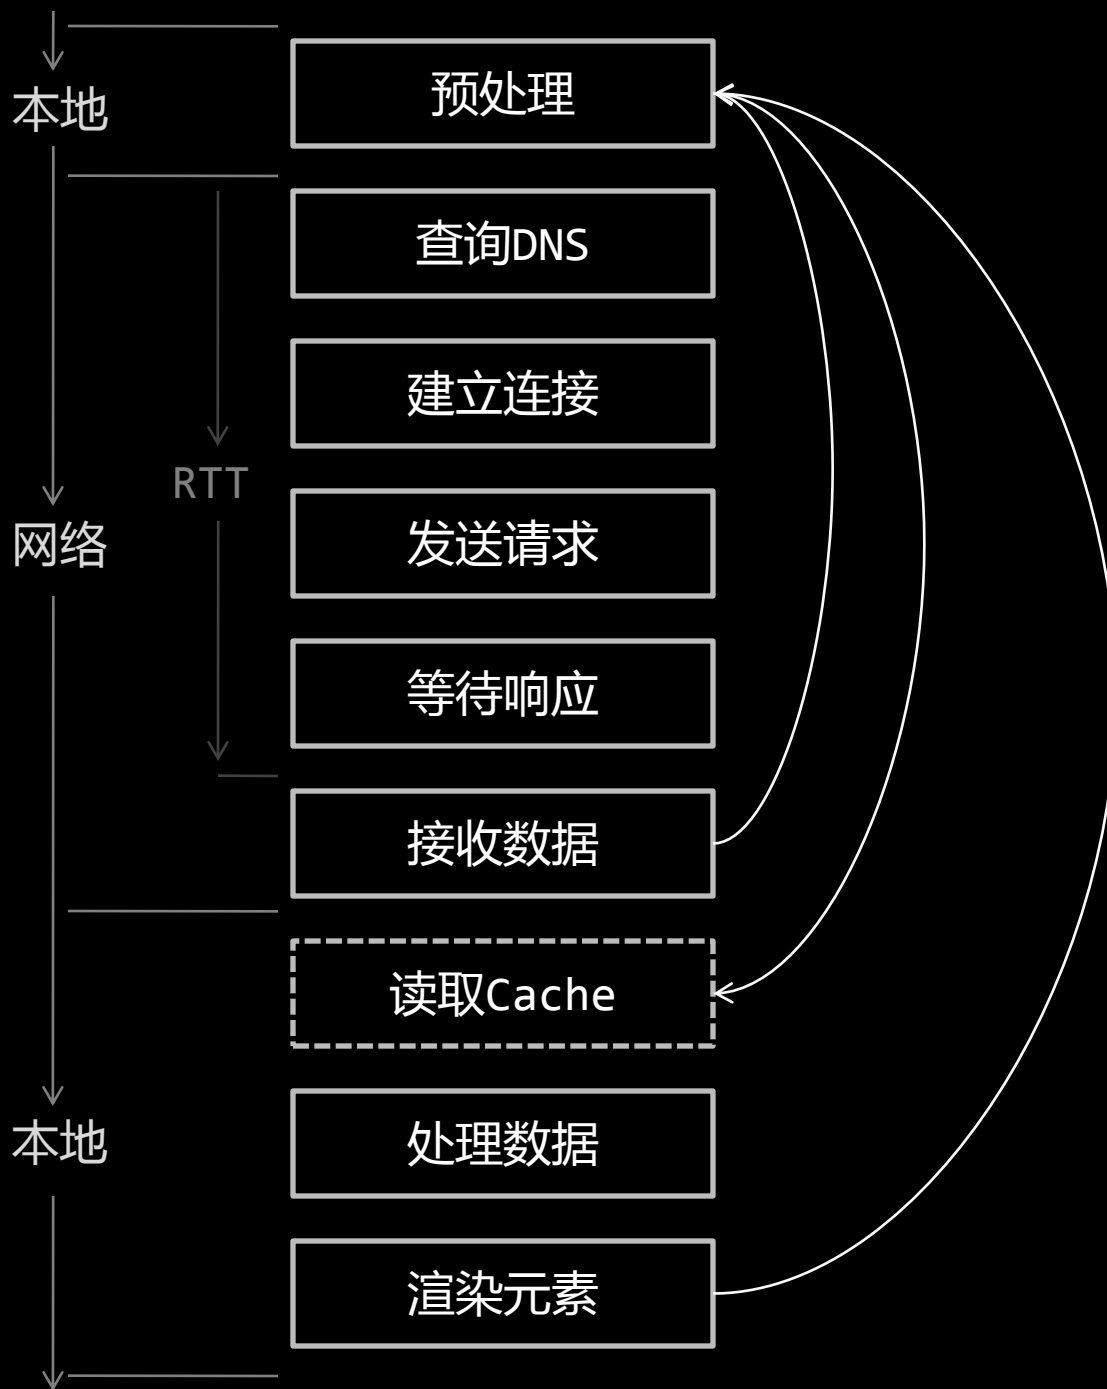 预处理
本地
查询DNS
建立连接
RTT
发送请求
网络
等待响应
接收数据
读取Cache
本地
处理数据
渲染元素